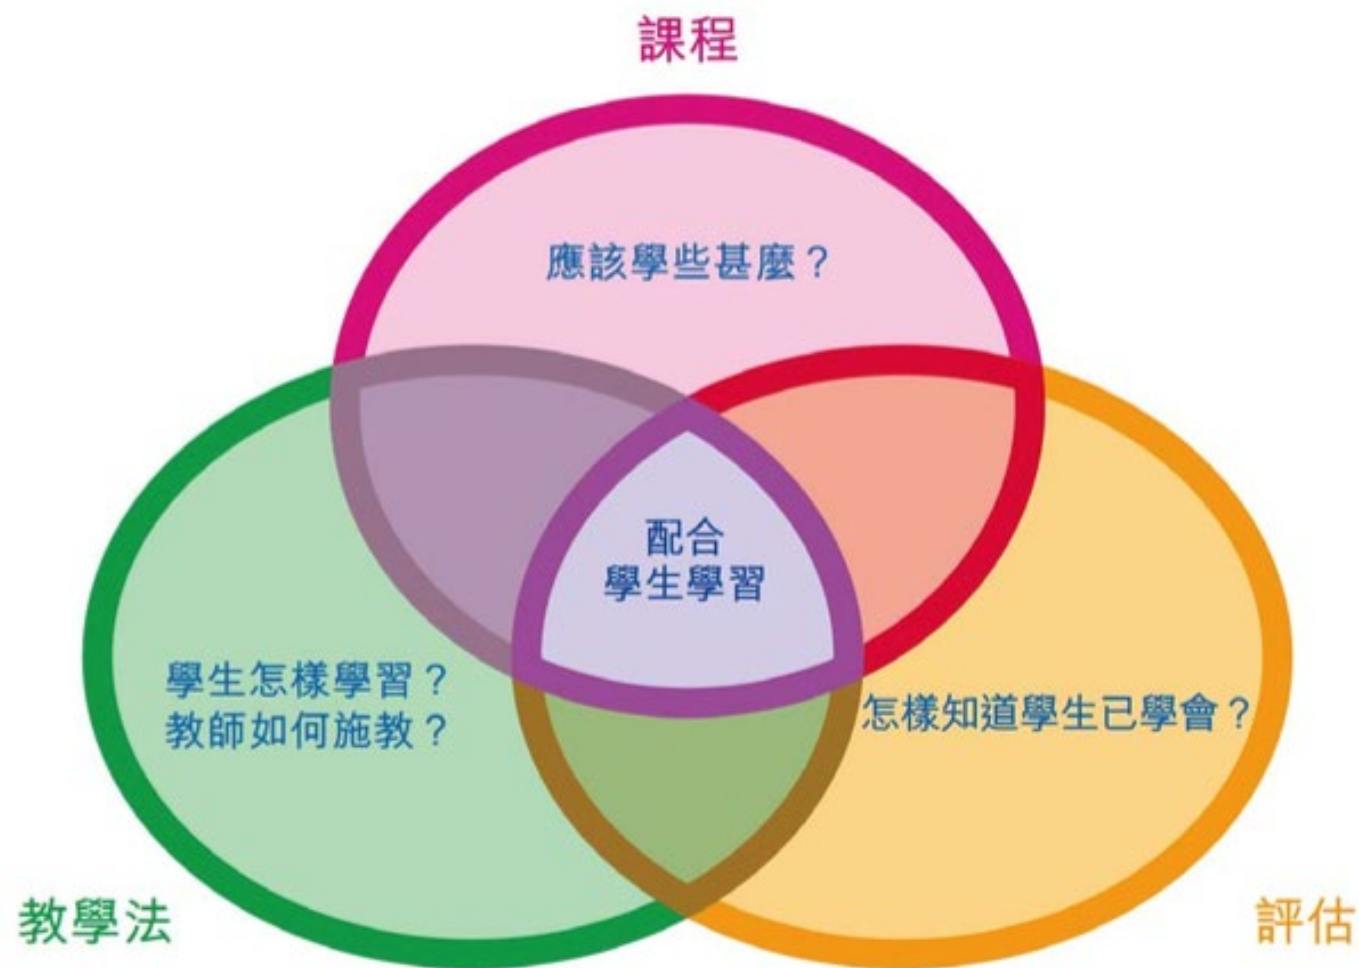 課程
應該學些甚麼？
配合
學生學習
學生怎樣學習？
教師如何施教？
怎樣知道學生已學會？
教學法
評估